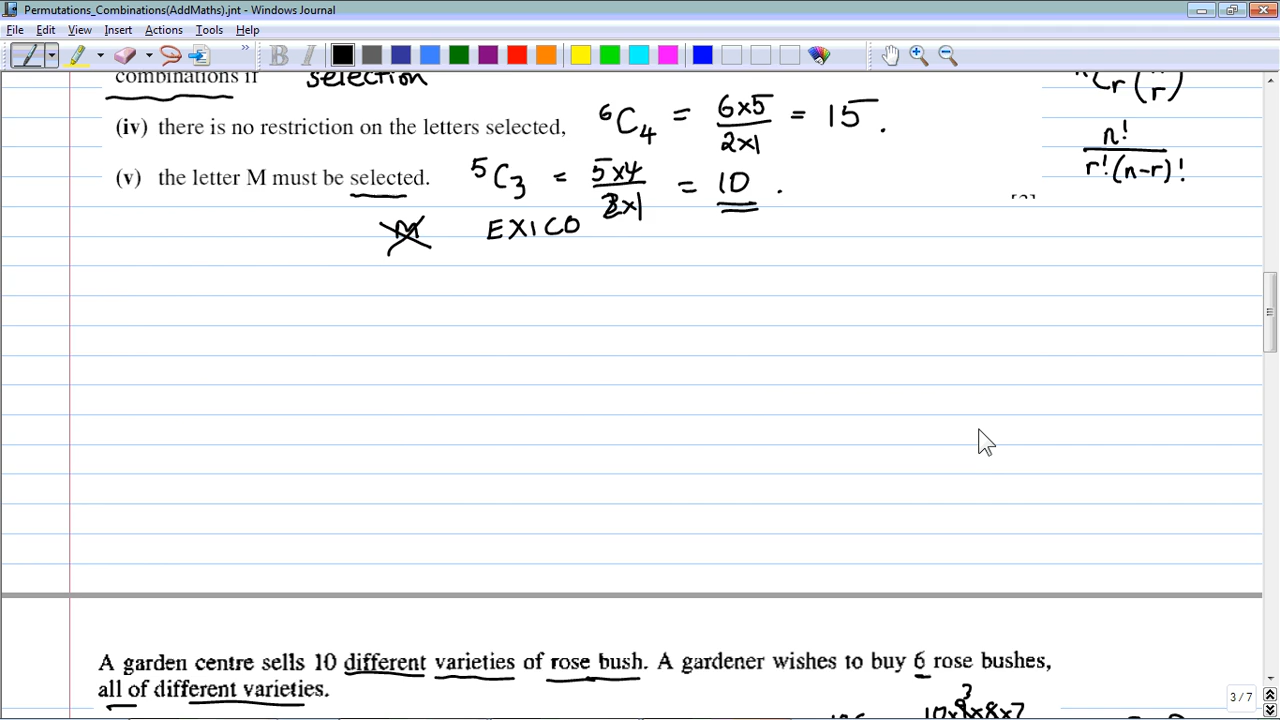 Permutations_Combinations(AddMaths).jnt - Windows Journal
File Edit View Insert Actions Tools Help
combinations if selection
nCr (n r)
(iv) there is no restriction on the letters selected, 6C4 = 6x5/2x1 = 15.
n!/r!(n-r)!
(v) the letter M must be selected. 5C3 = 5x4/2x1 = 10.
M EXICO
A garden centre sells 10 different varieties of rose bush. A gardener wishes to buy 6 rose bushes,
all of different varieties.
3
10x9x8x7
3 / 7